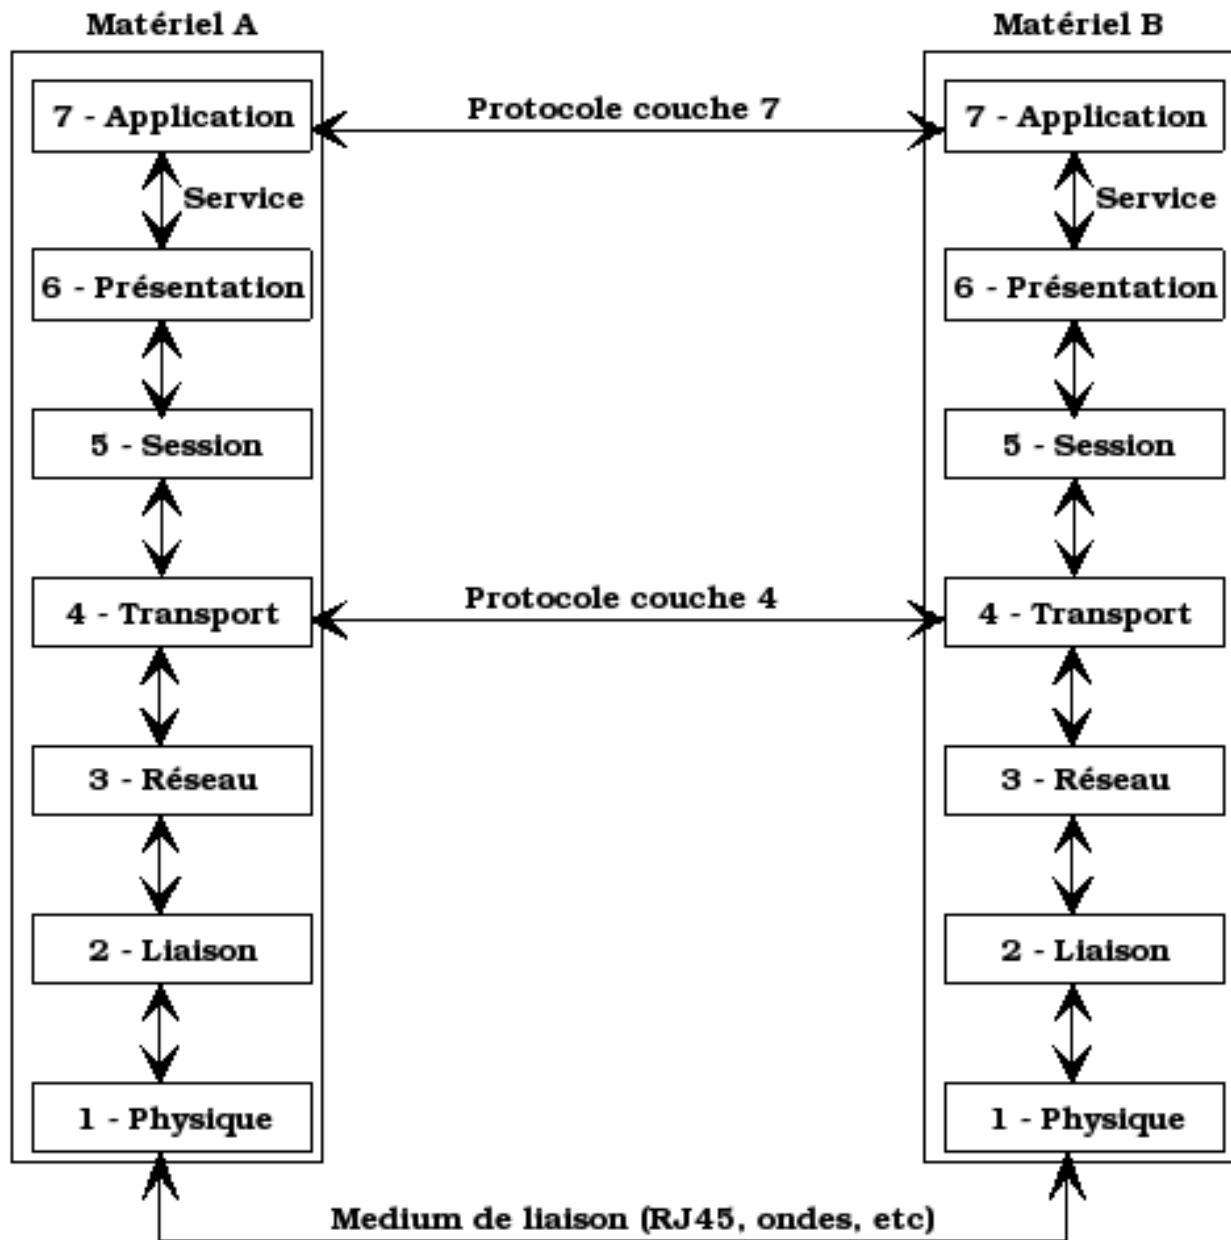 Matériel A
Matériel B
7 - Application
Protocole couche 7
7 - Application
Service
Service
6 - Présentation
6 - Présentation
5 - Session
5 - Session
4 - Transport
Protocole couche 4
4 - Transport
3 - Réseau
3 - Réseau
2 - Liaison
2 - Liaison
1 - Physique
1 - Physique
Medium de liaison (RJ45, ondes, etc)